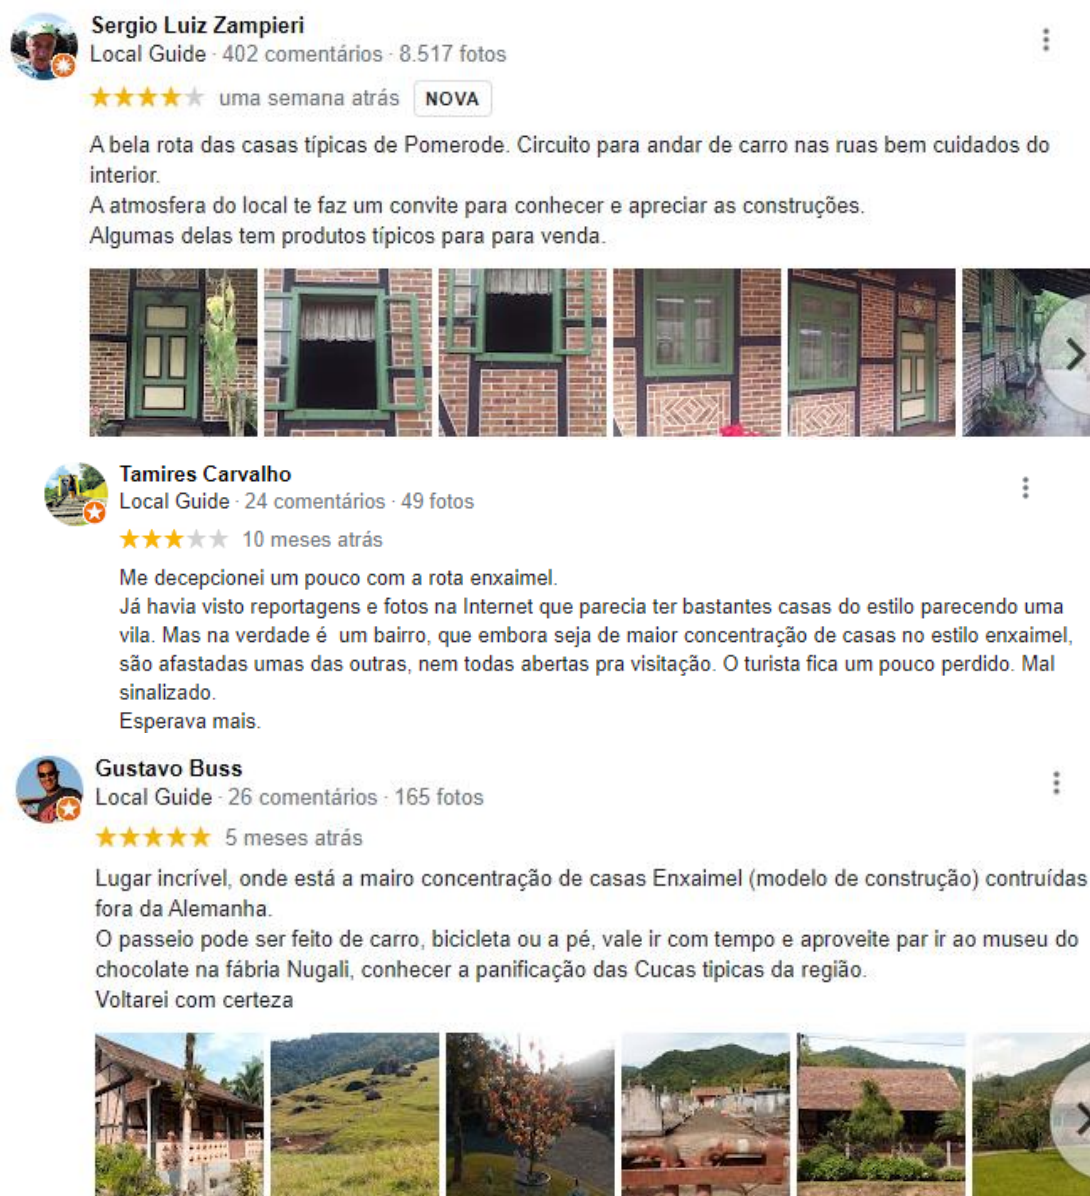 Sergio Luiz Zampieri
Local Guide · 402 comentários · 8.517 fotos
uma semana atrás NOVA
A bela rota das casas típicas de Pomerode. Circuito para andar de carro nas ruas bem cuidados do
interior.
A atmosfera do local te faz um convite para conhecer e apreciar as construções.
Algumas delas tem produtos típicos para para venda.
Tamires Carvalho
Local Guide · 24 comentários · 49 fotos
10 meses atrás
Me decepcionei um pouco com a rota enxaimel.
Já havia visto reportagens e fotos na Internet que parecia ter bastantes casas do estilo parecendo uma
vila. Mas na verdade é um bairro, que embora seja de maior concentração de casas no estilo enxaimel,
são afastadas umas das outras, nem todas abertas pra visitação. O turista fica um pouco perdido. Mal
sinalizado.
Esperava mais.
Gustavo Buss
Local Guide · 26 comentários · 165 fotos
5 meses atrás
Lugar incrível, onde está a mairo concentração de casas Enxaimel (modelo de construção) contruídas
fora da Alemanha.
O passeio pode ser feito de carro, bicicleta ou a pé, vale ir com tempo e aproveite par ir ao museu do
chocolate na fábria Nugali, conhecer a panificação das Cucas tipicas da região.
Voltarei com certeza